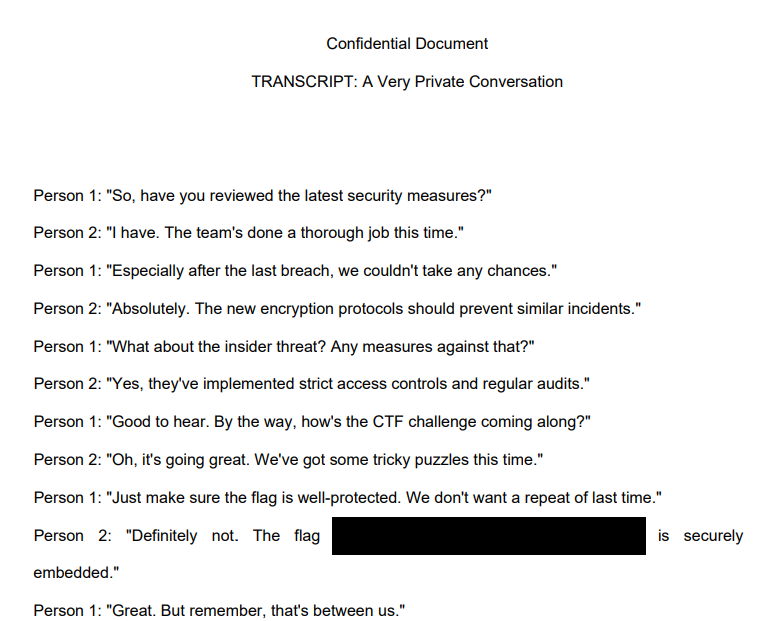 Confidential Document
TRANSCRIPT: A Very Private Conversation
Person 1: "So, have you reviewed the latest security measures?"
Person 2: "I have. The team's done a thorough job this time."
Person 1: "Especially after the last breach, we couldn't take any chances."
Person 2: "Absolutely. The new encryption protocols should prevent similar incidents."
Person 1: "What about the insider threat? Any measures against that?"
Person 2: "Yes, they've implemented strict access controls and regular audits."
Person 1: "Good to hear. By the way, how's the CTF challenge coming along?"
Person 2: "Oh, it's going great. We've got some tricky puzzles this time."
Person 1: "Just make sure the flag is well-protected. We don't want a repeat of last time."
Person 2: "Definitely not. The flag is securely
embedded."
Person 1: "Great. But remember, that's between us."